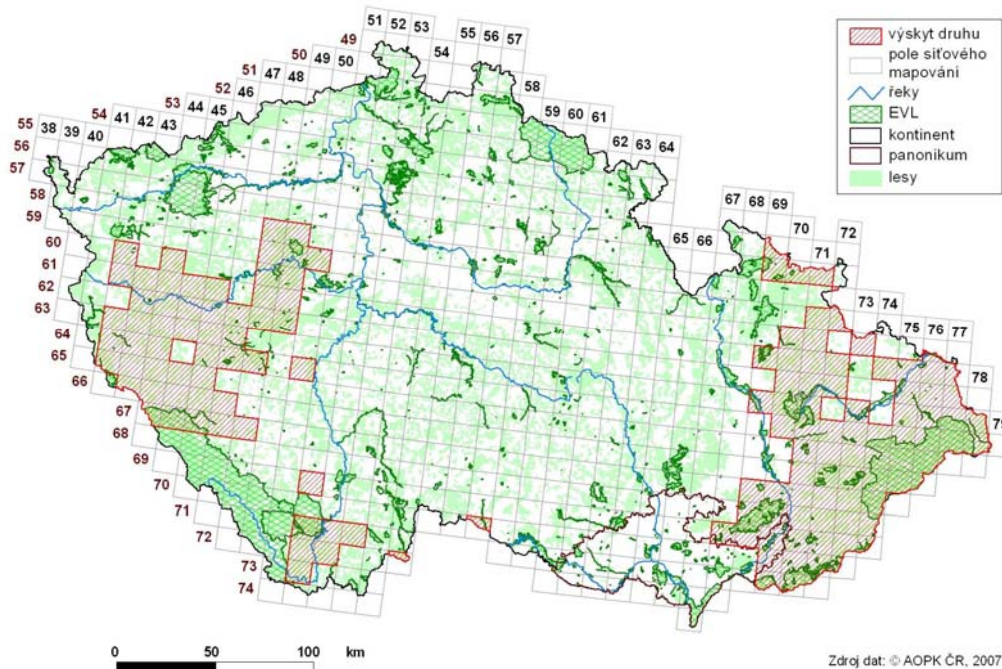 51 52 53
54
55 56 57
49
50 49 50
51 47 48
52 46
53 44 45
54 41 42 43
55 38 39 40
56
57
58
59
60
61
62
63
64
65
66
67
68
69
70
71
72
73
74
58
59 60 61
62 63 64
65 66
67 68 69
70
71
72
73 74
75 76 77
78
79
výskyt druhu
pole síťového
mapování
řeky
EVL
kontinent
panonikum
lesy
0 50 100 km
Zdroj dat: © AOPK ČR, 2007